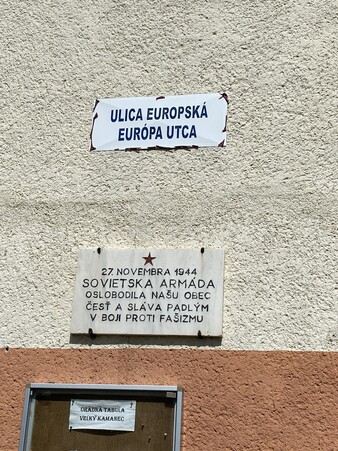 ULICA EUROPSKÁ
EURÓPA UTCA
27. NOVEMBRA 1944
SOVIETSKA ARMÁDA
OSLOBODILA NAŠU OBEC
ČESŤ A SLÁVA PADLÝM
V BOJI PROTI FAŠIZMU
ÚRADNÁ TABUĽA
VEĽKÝ KAMENEC